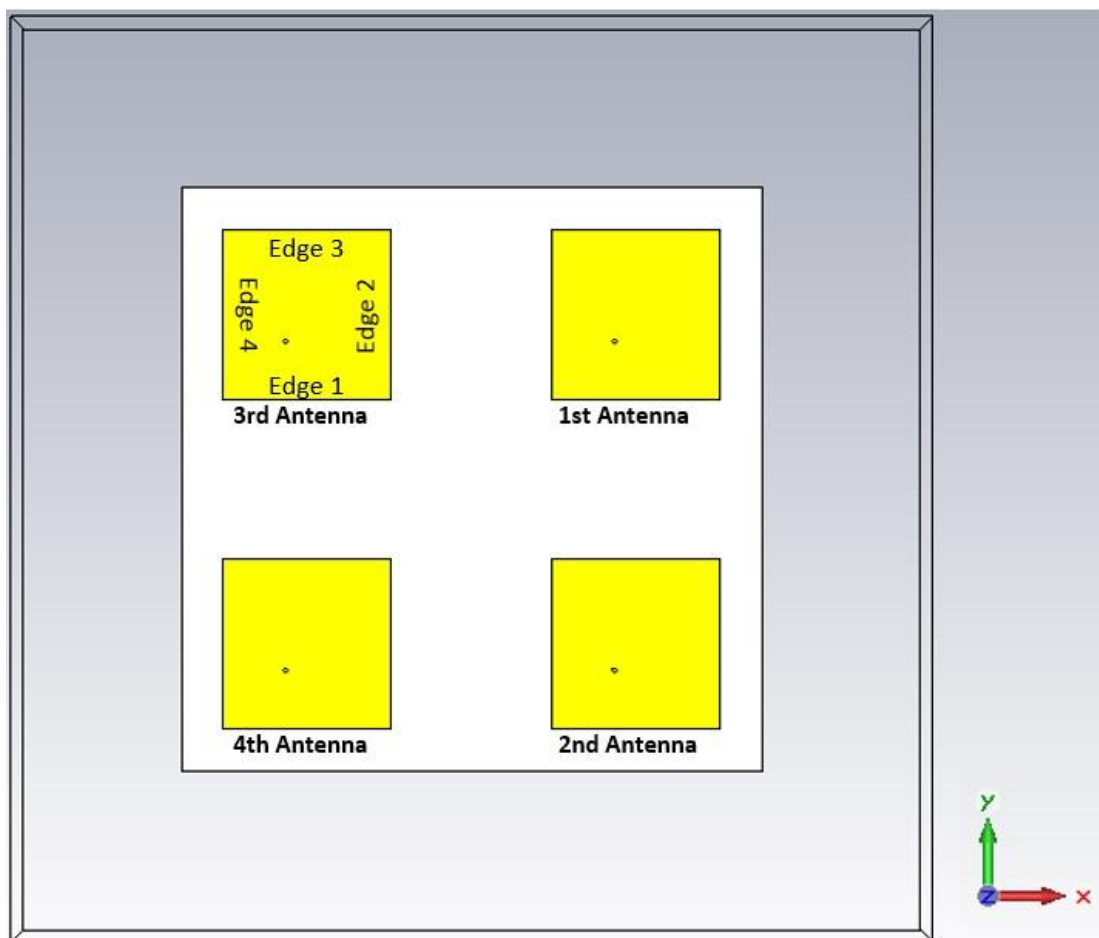 Edge 3
Edge 4
Edge 2
Edge 1
3rd Antenna
1st Antenna
4th Antenna
2nd Antenna
y
z
x